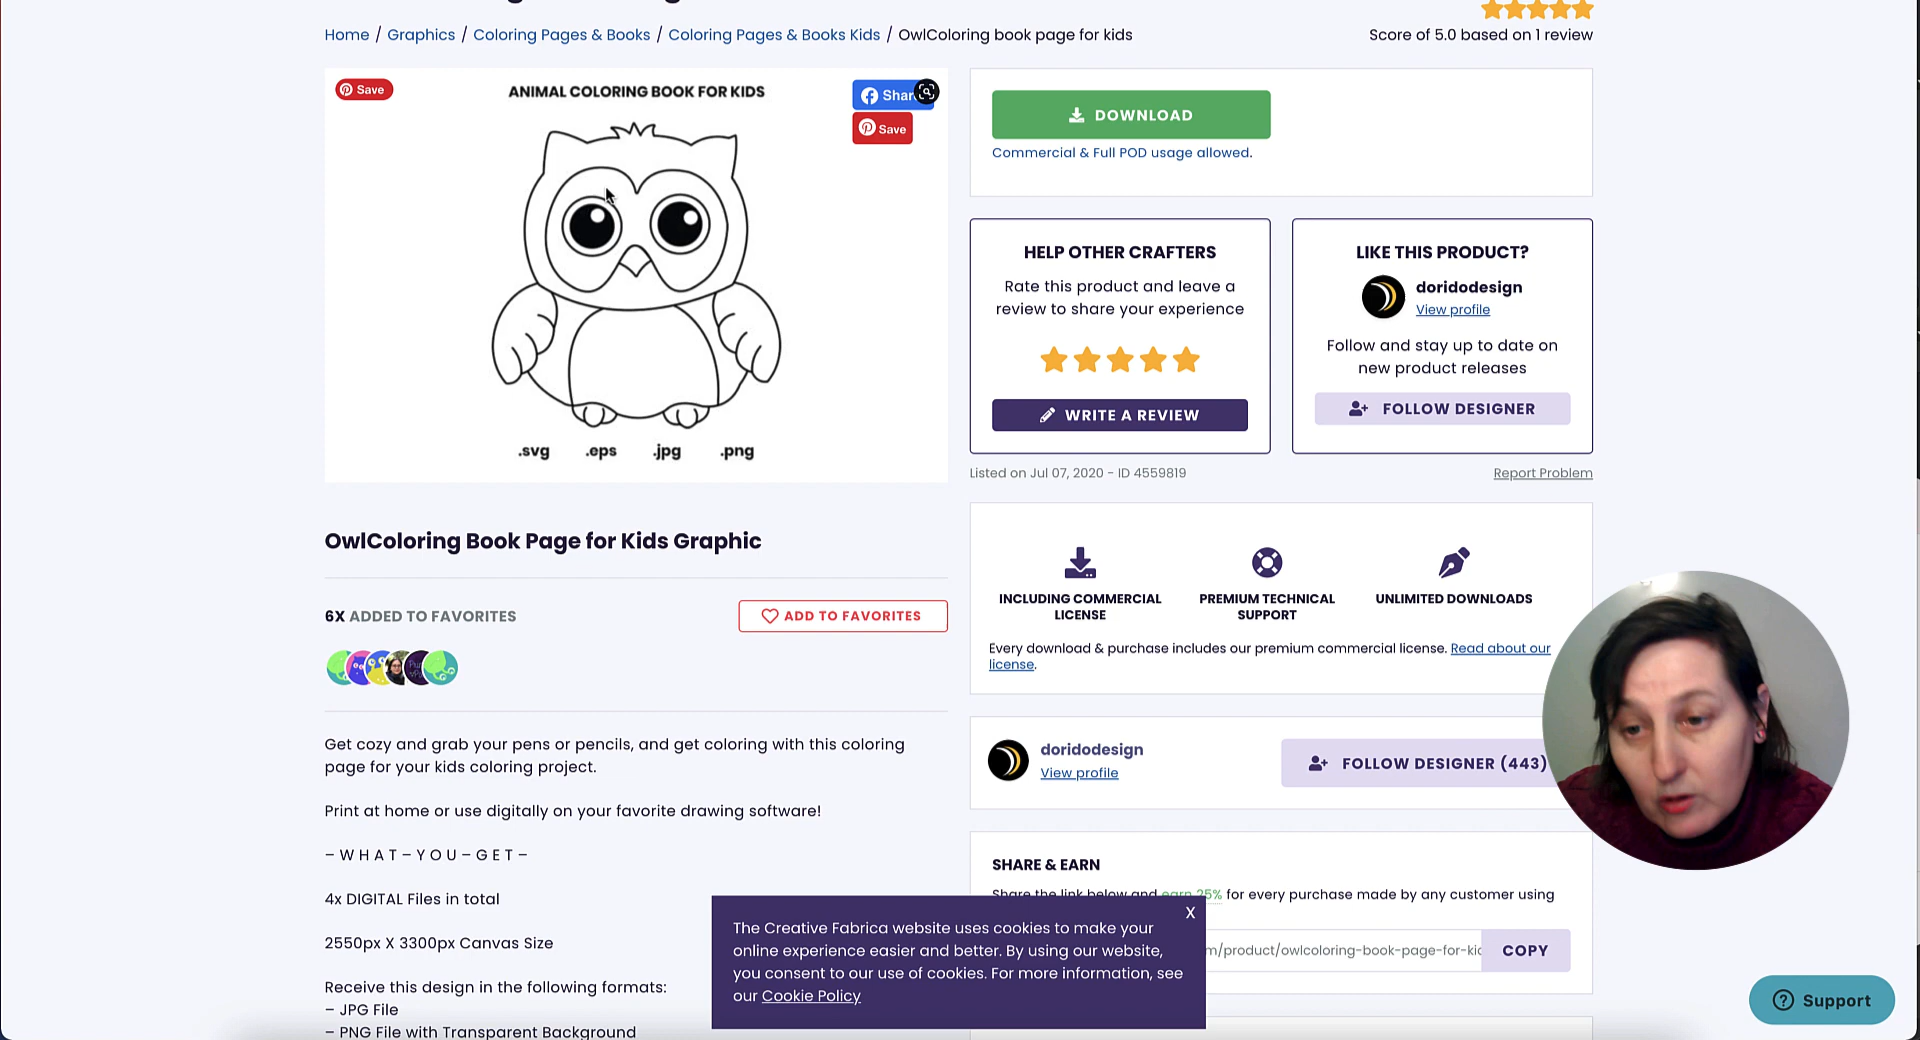 Home / Graphics / Coloring Pages & Books / Coloring Pages & Books Kids / OwlColoring book page for kids
Score of 5.0 based on 1 review
Save
ANIMAL COLORING BOOK FOR KIDS
Save
.svg .eps .jpg .png
DOWNLOAD
Commercial & Full POD usage allowed.
HELP OTHER CRAFTERS
Rate this product and leave a
review to share your experience
WRITE A REVIEW
LIKE THIS PRODUCT?
doridodesign
View profile
Follow and stay up to date on
new product releases
FOLLOW DESIGNER
Listed on Jul 07, 2020 - ID 4559819
Report Problem
OwlColoring Book Page for Kids Graphic
6X ADDED TO FAVORITES
ADD TO FAVORITES
INCLUDING COMMERCIAL
LICENSE
PREMIUM TECHNICAL
SUPPORT
UNLIMITED DOWNLOADS
Every download & purchase includes our premium commercial license. Read about our
license.
doridodesign
View profile
FOLLOW DESIGNER (443)
Get cozy and grab your pens or pencils, and get coloring with this coloring
page for your kids coloring project.
Print at home or use digitally on your favorite drawing software!
– W H A T – Y O U – G E T –
4x DIGITAL Files in total
2550px X 3300px Canvas Size
Receive this design in the following formats:
– JPG File
– PNG File with Transparent Background
SHARE & EARN
Share the link below and earn 25% for every purchase made by any customer using
m/product/owlcoloring-book-page-for-kid
COPY
The Creative Fabrica website uses cookies to make your
online experience easier and better. By using our website,
you consent to our use of cookies. For more information, see
our Cookie Policy
X
Support